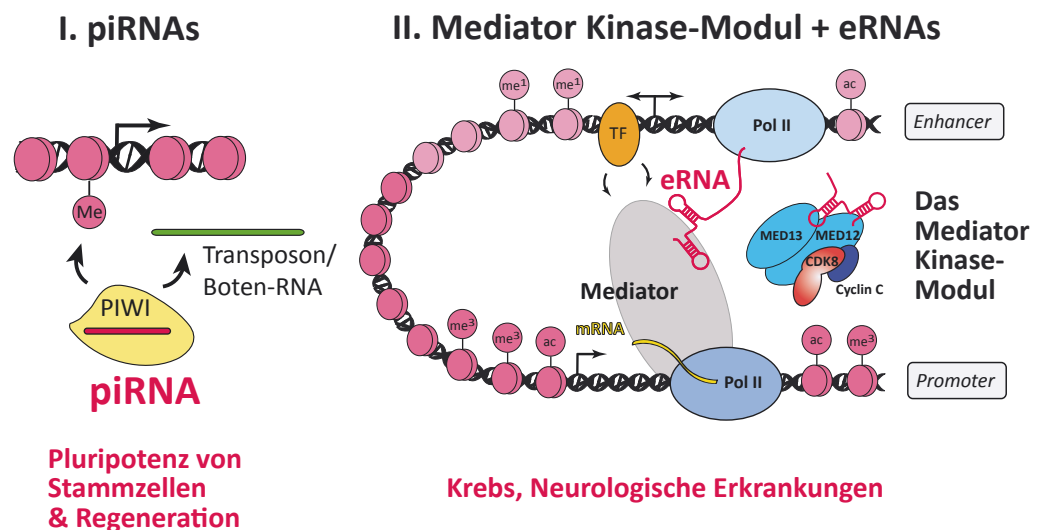 I. piRNAs
Me
Transposon/
Boten-RNA
PIWI
piRNA
Pluripotenz von
Stammzellen
& Regeneration
II. Mediator Kinase-Modul + eRNAs
me¹
me¹
ac
TF
Pol II
Enhancer
eRNA
MED13
MED12
CDK8
Cyclin C
Das
Mediator
Kinase-
Modul
Mediator
mRNA
me³
me³
ac
ac
me³
Pol II
Promoter
Krebs, Neurologische Erkrankungen